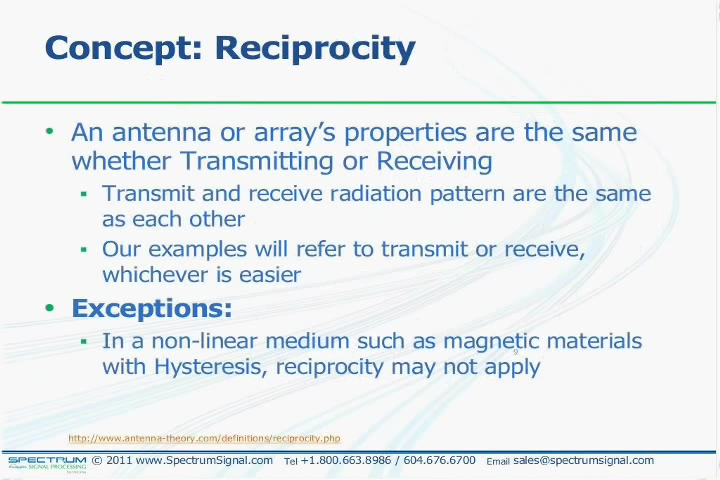 Concept: Reciprocity
• An antenna or array's properties are the same
whether Transmitting or Receiving
▪ Transmit and receive radiation pattern are the same
as each other
▪ Our examples will refer to transmit or receive,
whichever is easier
• Exceptions:
▪ In a non-linear medium such as magnetic materials
with Hysteresis, reciprocity may not apply
9
http://www.antenna-theory.com/definitions/reciprocity.php
SPECTRUM
SIGNAL PROCESSING
© 2011 www.SpectrumSignal.com Tel +1.800.663.8986 / 604.676.6700 Email sales@spectrumsignal.com